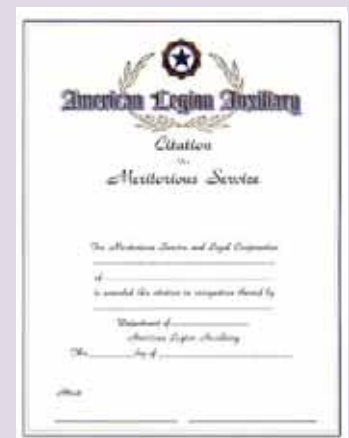 American Legion Auxiliary
Citation
for
Meritorious Service
For Meritorious Service and Loyal Cooperation
of
is awarded this citation in recognition thereof by
Department of
American Legion Auxiliary
This day of
Attest